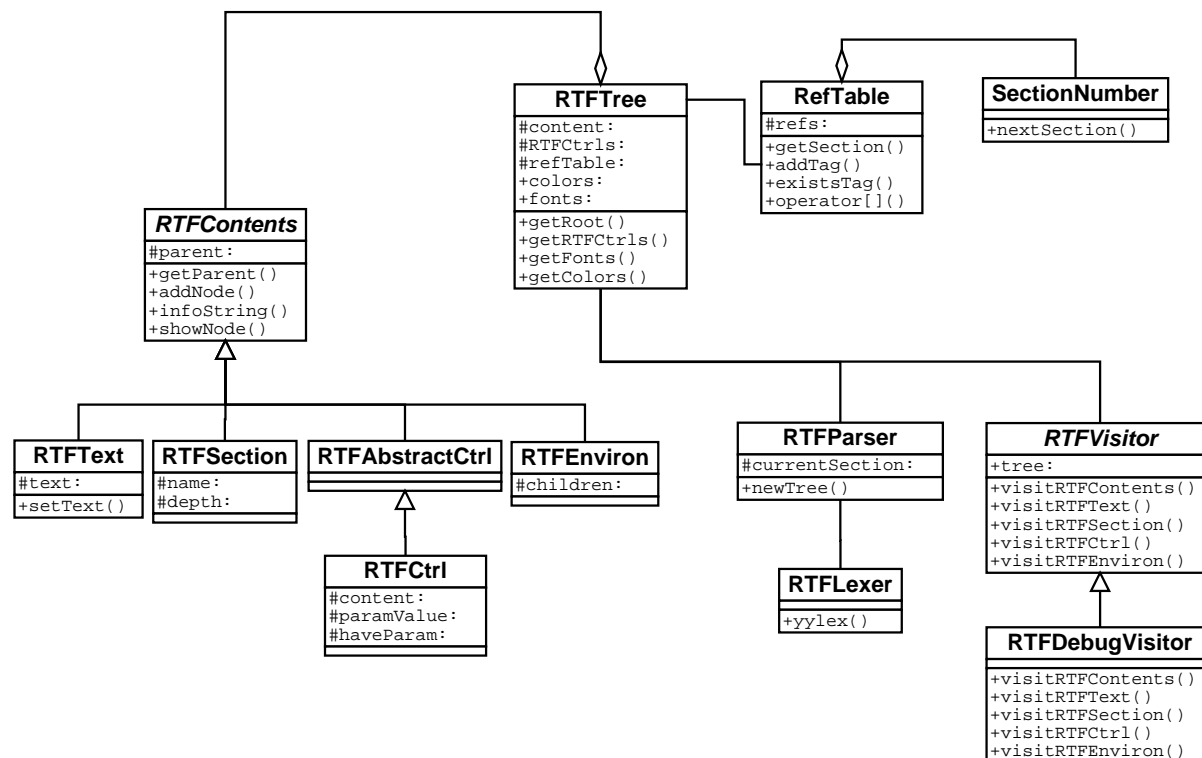 RTFTree
#content:
#RTFCtrls:
#refTable:
+colors:
+fonts:
+getRoot()
+getRTFCtrls()
+getFonts()
+getColors()
RefTable
#refs:
+getSection()
+addTag()
+existsTag()
+operator[]()
SectionNumber
+nextSection()
RTFContents
#parent:
+getParent()
+addNode()
+infoString()
+showNode()
RTFText
#text:
+setText()
RTFSection
#name:
#depth:
RTFAbstractCtrl
RTFEnviron
#children:
RTFCtrl
#content:
#paramValue:
#haveParam:
RTFParser
#currentSection:
+newTree()
RTFLexer
+yylex()
RTFVisitor
+tree:
+visitRTFContents()
+visitRTFText()
+visitRTFSection()
+visitRTFCtrl()
+visitRTFEnviron()
RTFDebugVisitor
+visitRTFContents()
+visitRTFText()
+visitRTFSection()
+visitRTFCtrl()
+visitRTFEnviron()